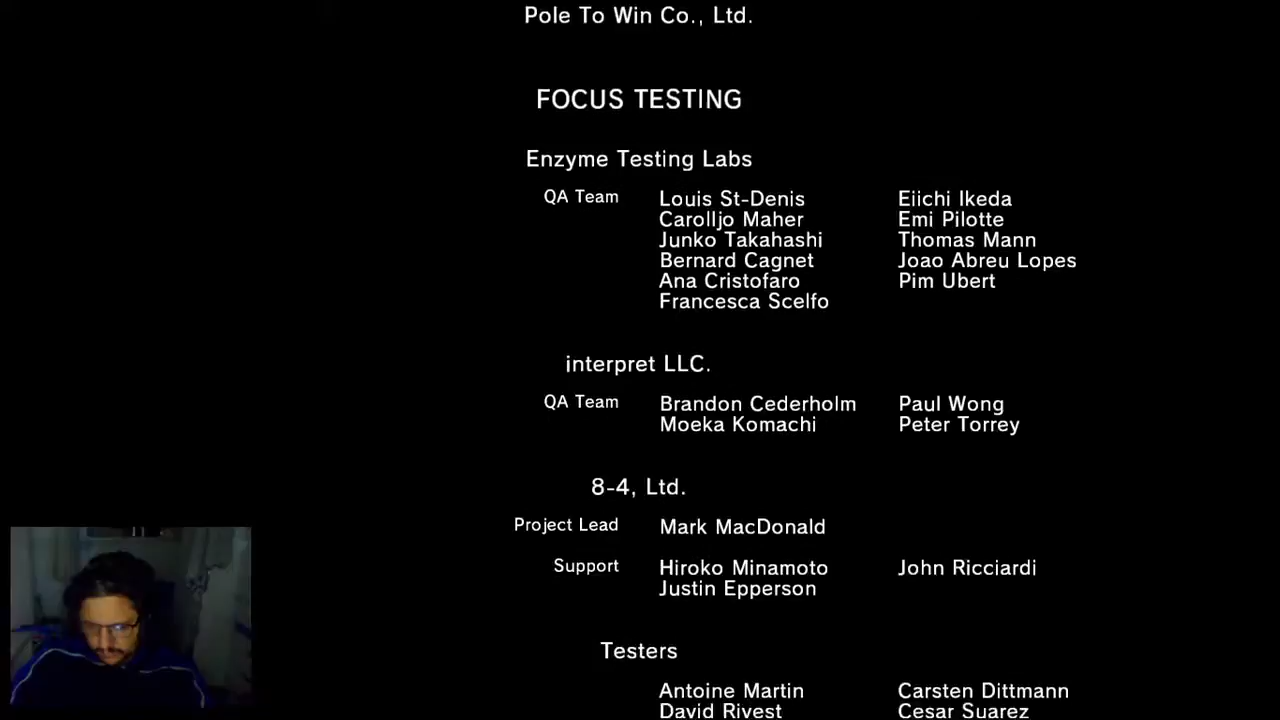 Pole To Win Co., Ltd.
FOCUS TESTING
Enzyme Testing Labs
QA Team Louis St-Denis Eiichi Ikeda
Carolljo Maher Emi Pilotte
Junko Takahashi Thomas Mann
Bernard Cagnet Joao Abreu Lopes
Ana Cristofaro Pim Ubert
Francesca Scelfo
interpret LLC.
QA Team Brandon Cederholm Paul Wong
Moeka Komachi Peter Torrey
8-4, Ltd.
Project Lead Mark MacDonald
Support Hiroko Minamoto John Ricciardi
Justin Epperson
Testers
Antoine Martin Carsten Dittmann
David Rivest Cesar Suarez